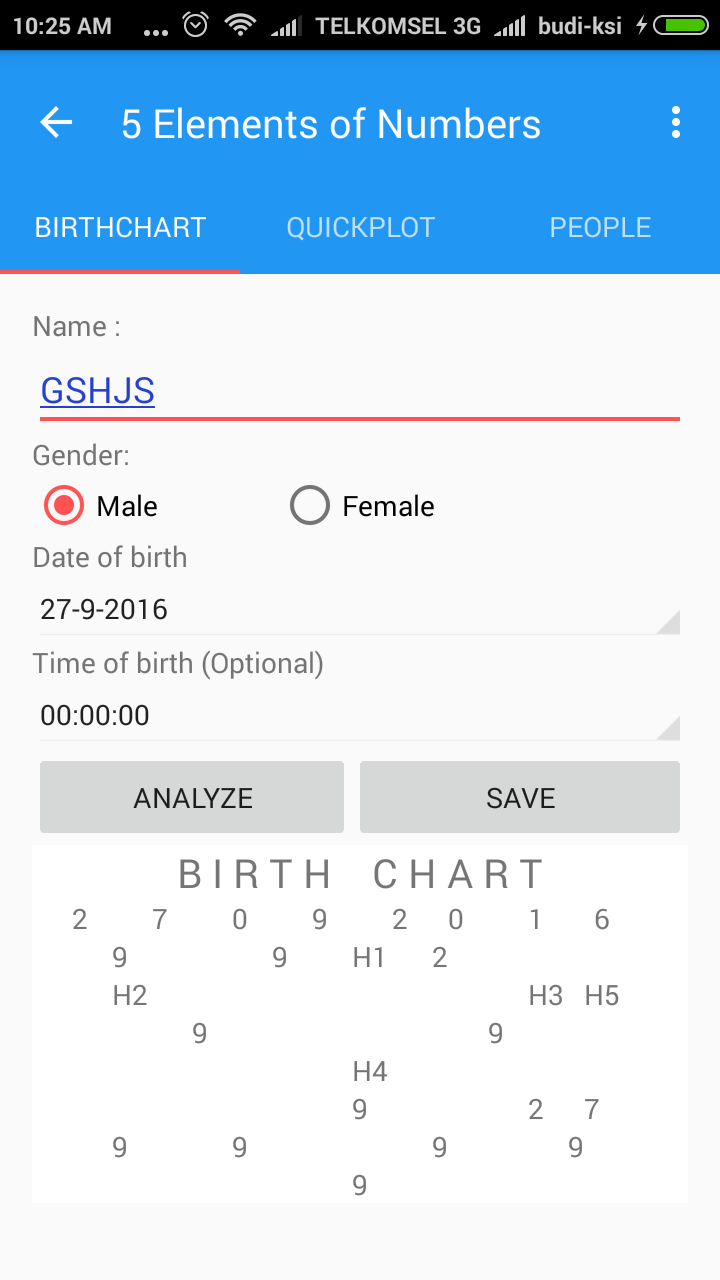 10:25 AM ... TELKOMSEL 3G budi-ksi
5 Elements of Numbers
BIRTHCHART QUICKPLOT PEOPLE
Name :
GSHJS
Gender:
Male Female
Date of birth
27-9-2016
Time of birth (Optional)
00:00:00
ANALYZE SAVE
BIRTH CHART
2 7 0 9 2 0 1 6
9 9 H1 2
H2 H3 H5
9 9
H4
9 2 7
9 9 9 9
9